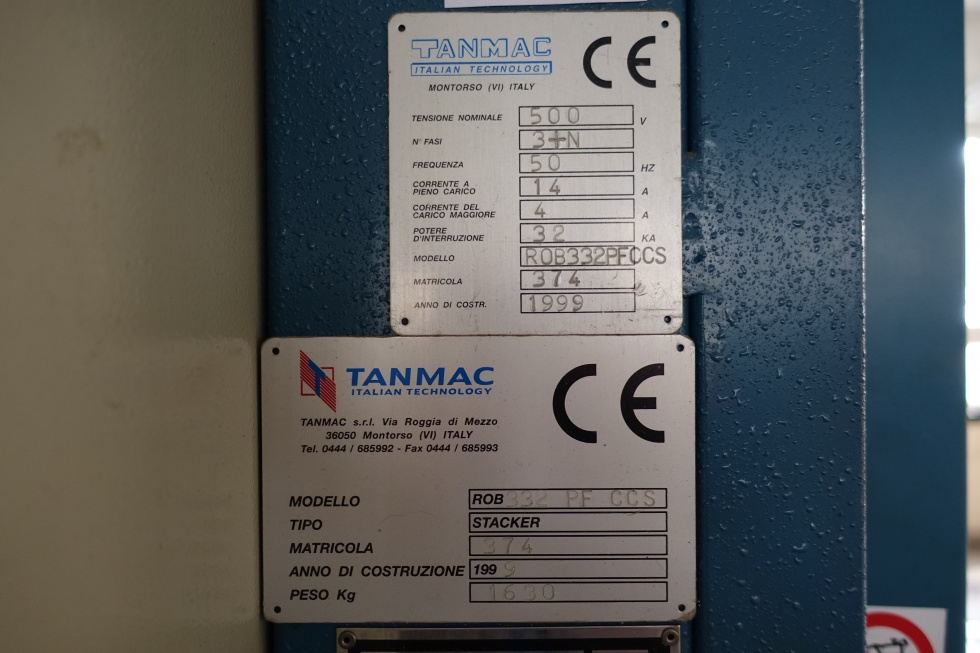 TANMAC
ITALIAN TECHNOLOGY
MONTORSO (VI) ITALY
CE
TENSIONE NOMINALE 500 V
N° FASI 3+N
FREQUENZA 50 HZ
CORRENTE A
PIENO CARICO 14 A
CORRENTE DEL
CARICO MAGGIORE 4 A
POTERE
D'INTERRUZIONE 32 KA
MODELLO ROB332PFCCS
MATRICOLA 374
ANNO DI COSTR. 1999
TANMAC
ITALIAN TECHNOLOGY
CE
TANMAC s.r.l. Via Roggia di Mezzo
36050 Montorso (VI) ITALY
Tel. 0444 / 685992 - Fax 0444 / 685993
MODELLO ROB 332 PF CCS
TIPO STACKER
MATRICOLA 374
ANNO DI COSTRUZIONE 1999
PESO Kg 1630